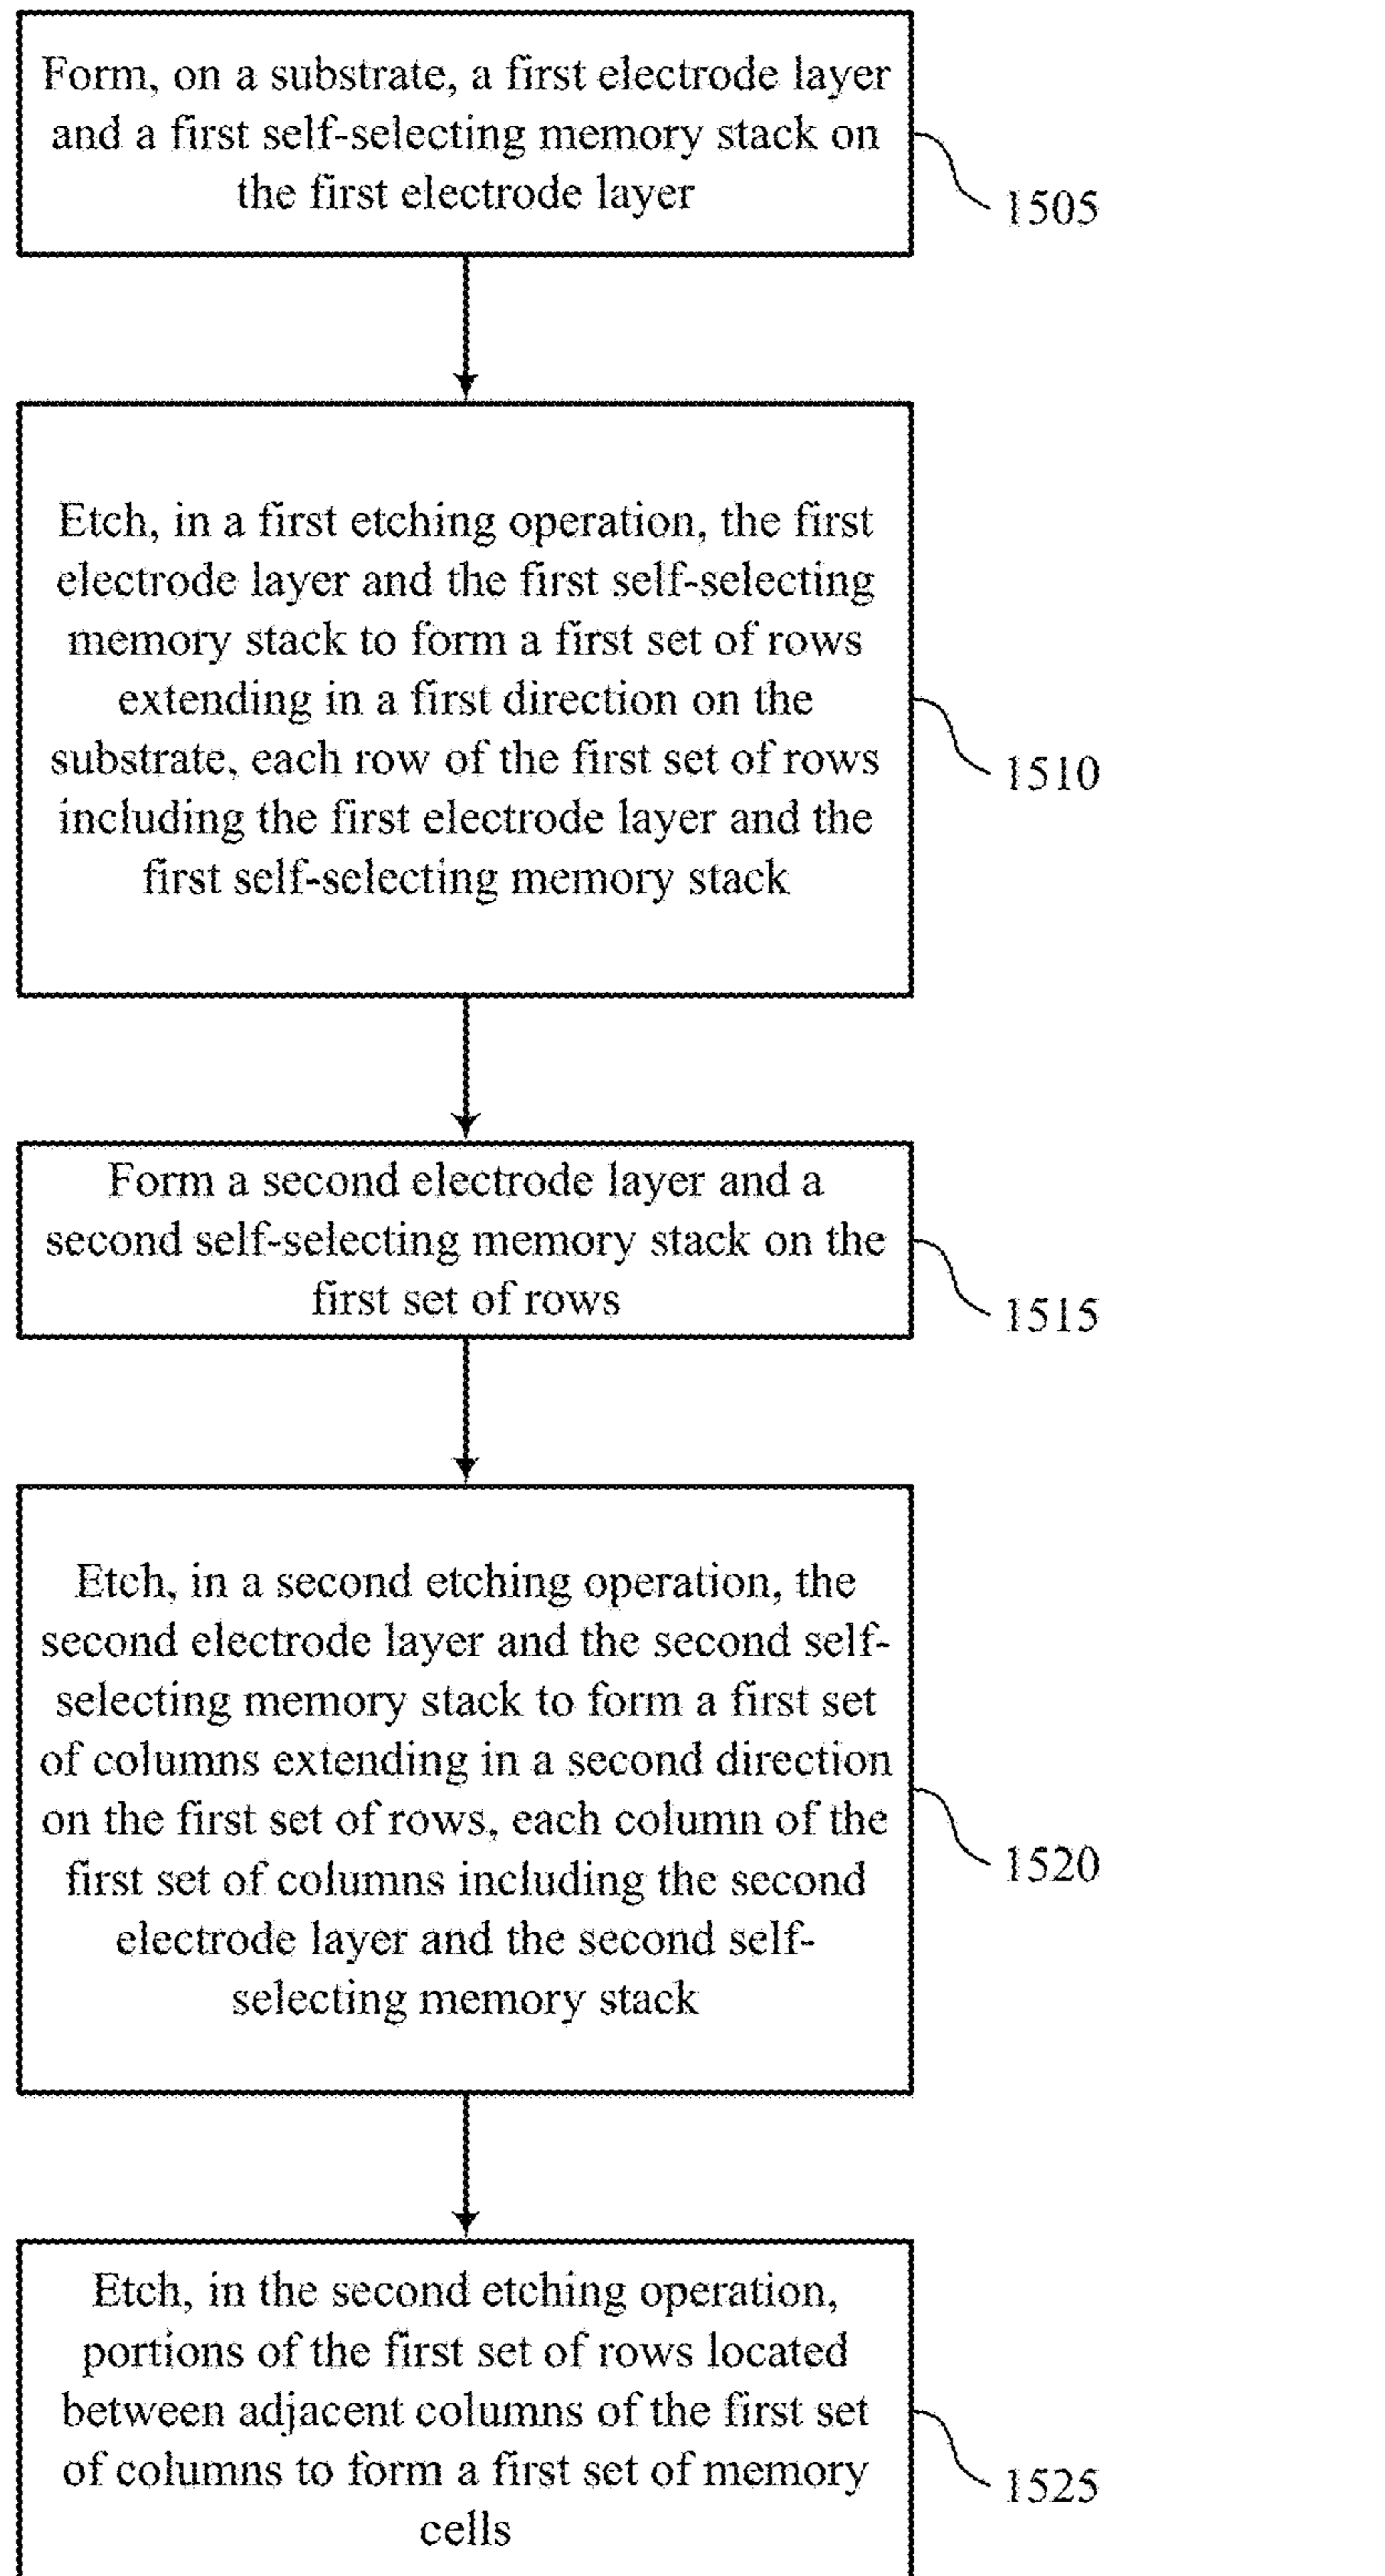 Form, on a substrate, a first electrode layer
and a first self-selecting memory stack on
the first electrode layer
1505
Etch, in a first etching operation, the first
electrode layer and the first self-selecting
memory stack to form a first set of rows
extending in a first direction on the
substrate, each row of the first set of rows
including the first electrode layer and the
first self-selecting memory stack
1510
Form a second electrode layer and a
second self-selecting memory stack on the
first set of rows
1515
Etch, in a second etching operation, the
second electrode layer and the second self-
selecting memory stack to form a first set
of columns extending in a second direction
on the first set of rows, each column of the
first set of columns including the second
electrode layer and the second self-
selecting memory stack
1520
Etch, in the second etching operation,
portions of the first set of rows located
between adjacent columns of the first set
of columns to form a first set of memory
cells
1525